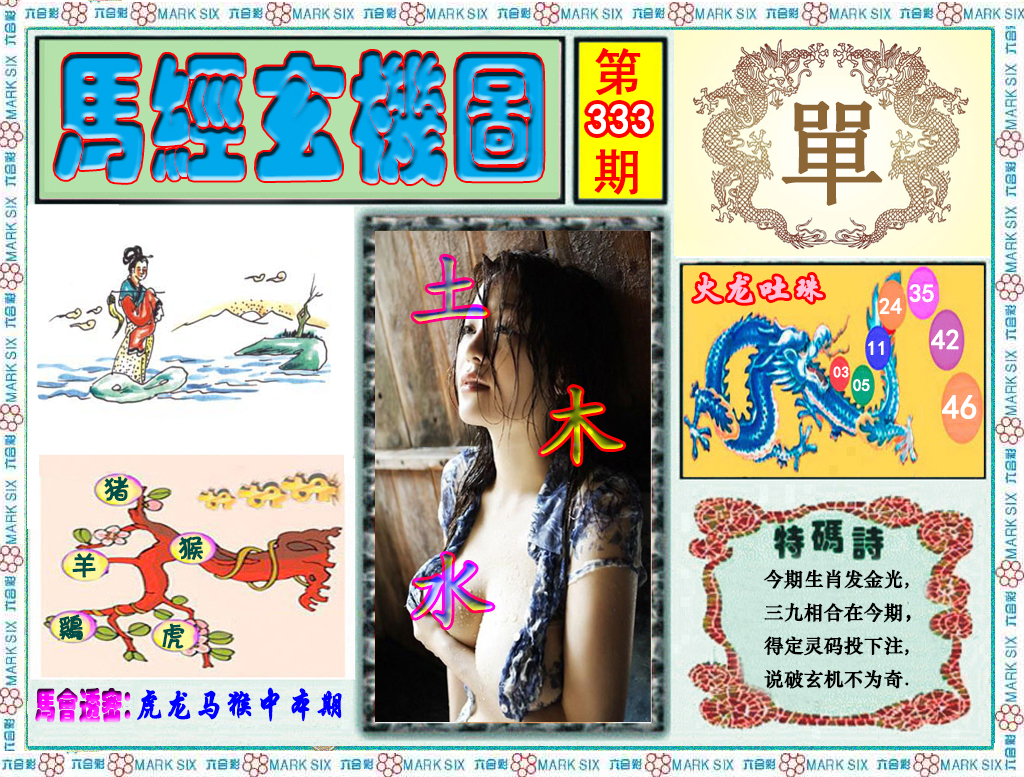 六合彩 MARK SIX
馬經玄機圖
第
333
期
單
土
木
水
火龙吐珠
03
05
11
24
35
42
46
猪
羊
猴
鷄
虎
馬會透密:虎龙马猴中本期
特碼詩
今期生肖发金光,
三九相合在今期,
得定灵码投下注,
说破玄机不为奇.